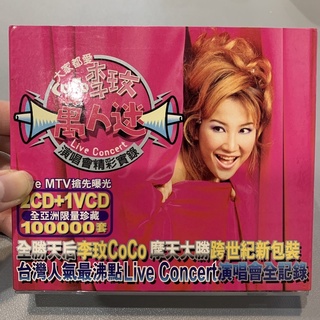 大家都愛
李玟
萬人迷
Live Concert
演唱會精彩實錄
Live MTV搶先曝光
2CD+1VCD
全亞洲限量珍藏
100000套
全勝天后李玟CoCo 摩天大勝跨世紀新包裝
台灣人氣最沸點Live Concert演唱會全記錄